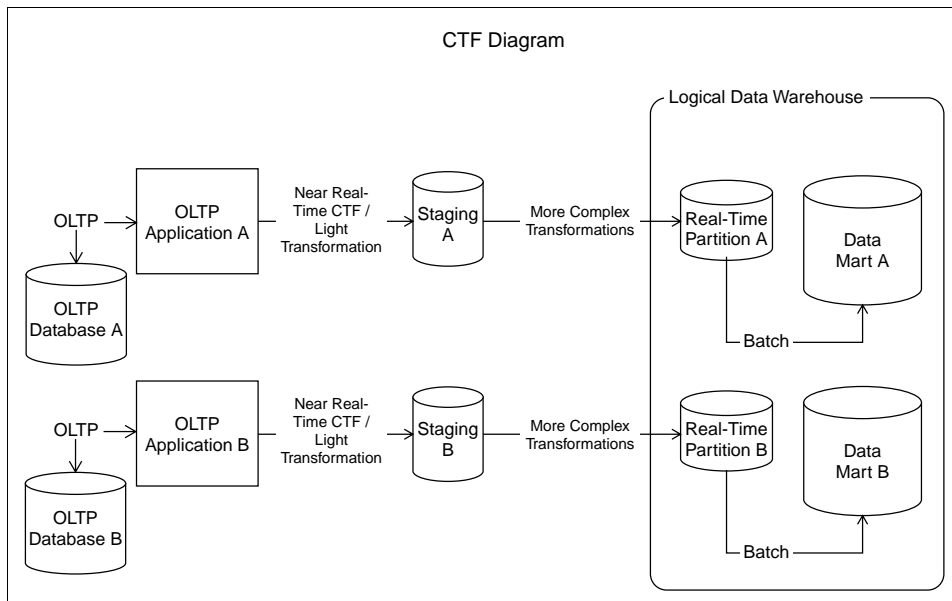 CTF Diagram
Logical Data Warehouse
OLTP
OLTP
Application A
Near Real-
Time CTF /
Light
Transformation
Staging
A
More Complex
Transformations
Real-Time
Partition A
Data
Mart A
OLTP
Database A
Batch
OLTP
OLTP
Application B
Near Real-
Time CTF /
Light
Transformation
Staging
B
More Complex
Transformations
Real-Time
Partition B
Data
Mart B
OLTP
Database B
Batch